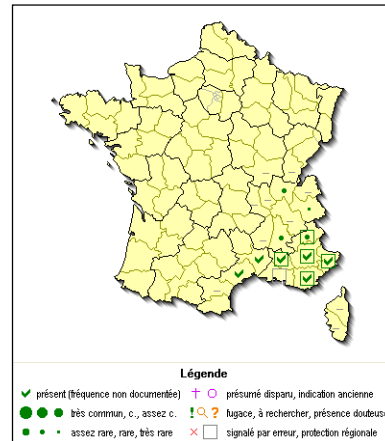 Légende
présent (fréquence non documentée) présumé disparu, indication ancienne
très commun, c., assez c. fugace, à rechercher, présence douteuse
assez rare, rare, très rare signalé par erreur, protection régionale